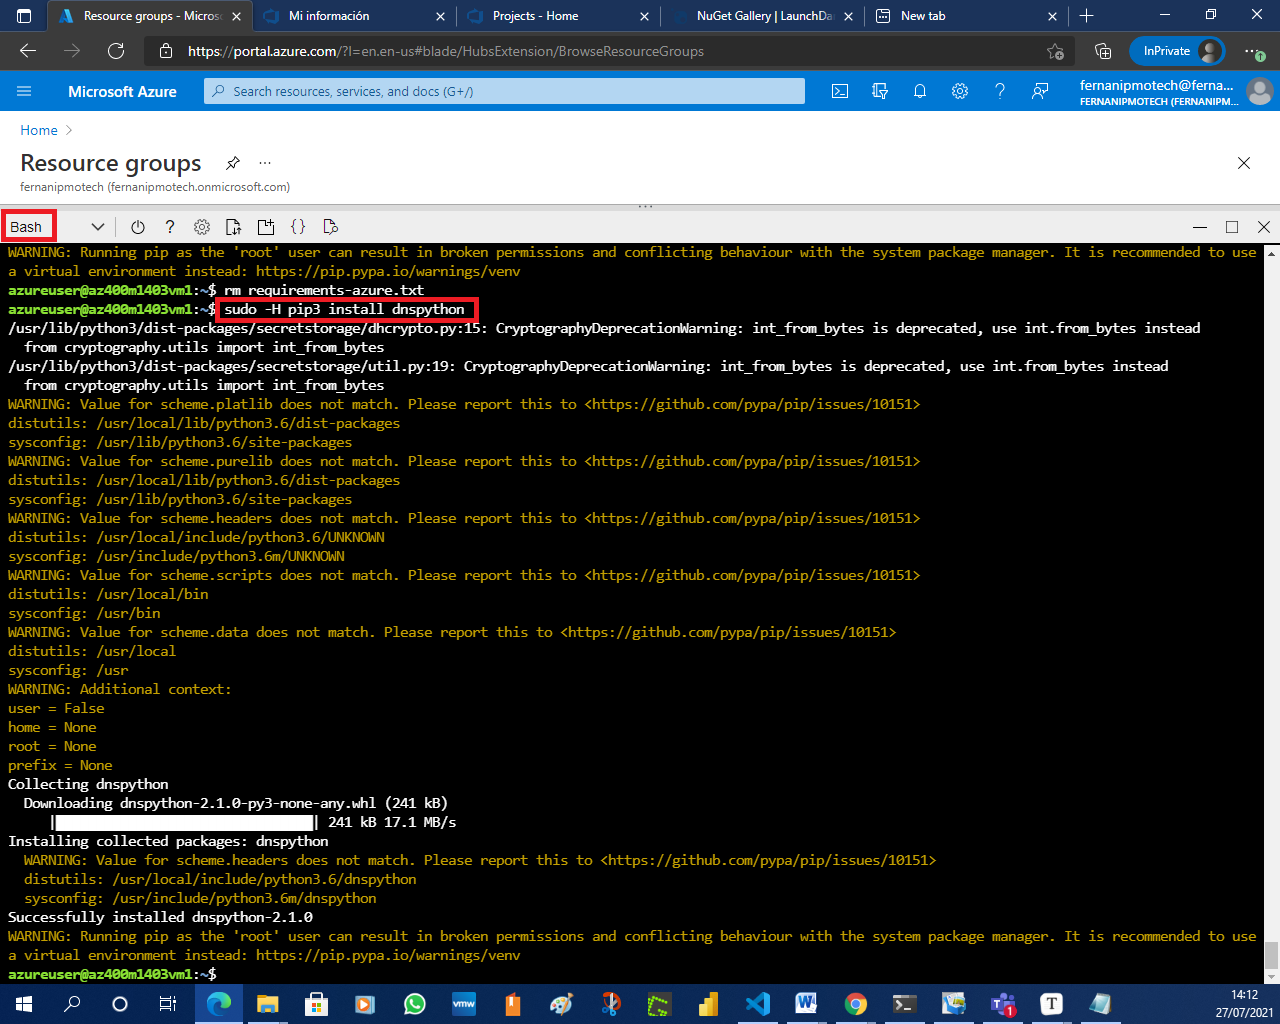 Resource groups - Micros
Mi información
Projects - Home
NuGet Gallery | LaunchDa
New tab
https://portal.azure.com/?l=en.en-us#blade/HubsExtension/BrowseResourceGroups
InPrivate
Microsoft Azure
Search resources, services, and docs (G+/)
fernanipmotech@ferna...
FERNANIPMOTECH (FERNANIPM...
Home
Resource groups
fernanipmotech (fernanipmotech.onmicrosoft.com)
Bash
WARNING: Running pip as the 'root' user can result in broken permissions and conflicting behaviour with the system package manager. It is recommended to use
a virtual environment instead: https://pip.pypa.io/warnings/venv
azureuser@az400m1403vm1:~$ rm requirements-azure.txt
azureuser@az400m1403vm1:~$ sudo -H pip3 install dnspython
/usr/lib/python3/dist-packages/secretstorage/dhcrypto.py:15: CryptographyDeprecationWarning: int_from_bytes is deprecated, use int.from_bytes instead
from cryptography.utils import int_from_bytes
/usr/lib/python3/dist-packages/secretstorage/util.py:19: CryptographyDeprecationWarning: int_from_bytes is deprecated, use int.from_bytes instead
from cryptography.utils import int_from_bytes
WARNING: Value for scheme.platlib does not match. Please report this to <https://github.com/pypa/pip/issues/10151>
distutils: /usr/local/lib/python3.6/dist-packages
sysconfig: /usr/lib/python3.6/site-packages
WARNING: Value for scheme.purelib does not match. Please report this to <https://github.com/pypa/pip/issues/10151>
distutils: /usr/local/lib/python3.6/dist-packages
sysconfig: /usr/lib/python3.6/site-packages
WARNING: Value for scheme.headers does not match. Please report this to <https://github.com/pypa/pip/issues/10151>
distutils: /usr/local/include/python3.6/UNKNOWN
sysconfig: /usr/include/python3.6m/UNKNOWN
WARNING: Value for scheme.scripts does not match. Please report this to <https://github.com/pypa/pip/issues/10151>
distutils: /usr/local/bin
sysconfig: /usr/bin
WARNING: Value for scheme.data does not match. Please report this to <https://github.com/pypa/pip/issues/10151>
distutils: /usr/local
sysconfig: /usr
WARNING: Additional context:
user = False
home = None
root = None
prefix = None
Collecting dnspython
Downloading dnspython-2.1.0-py3-none-any.whl (241 kB)
| | 241 kB 17.1 MB/s
Installing collected packages: dnspython
WARNING: Value for scheme.headers does not match. Please report this to <https://github.com/pypa/pip/issues/10151>
distutils: /usr/local/include/python3.6/dnspython
sysconfig: /usr/include/python3.6m/dnspython
Successfully installed dnspython-2.1.0
WARNING: Running pip as the 'root' user can result in broken permissions and conflicting behaviour with the system package manager. It is recommended to use
a virtual environment instead: https://pip.pypa.io/warnings/venv
azureuser@az400m1403vm1:~$
vmw
1
14:12
27/07/2021